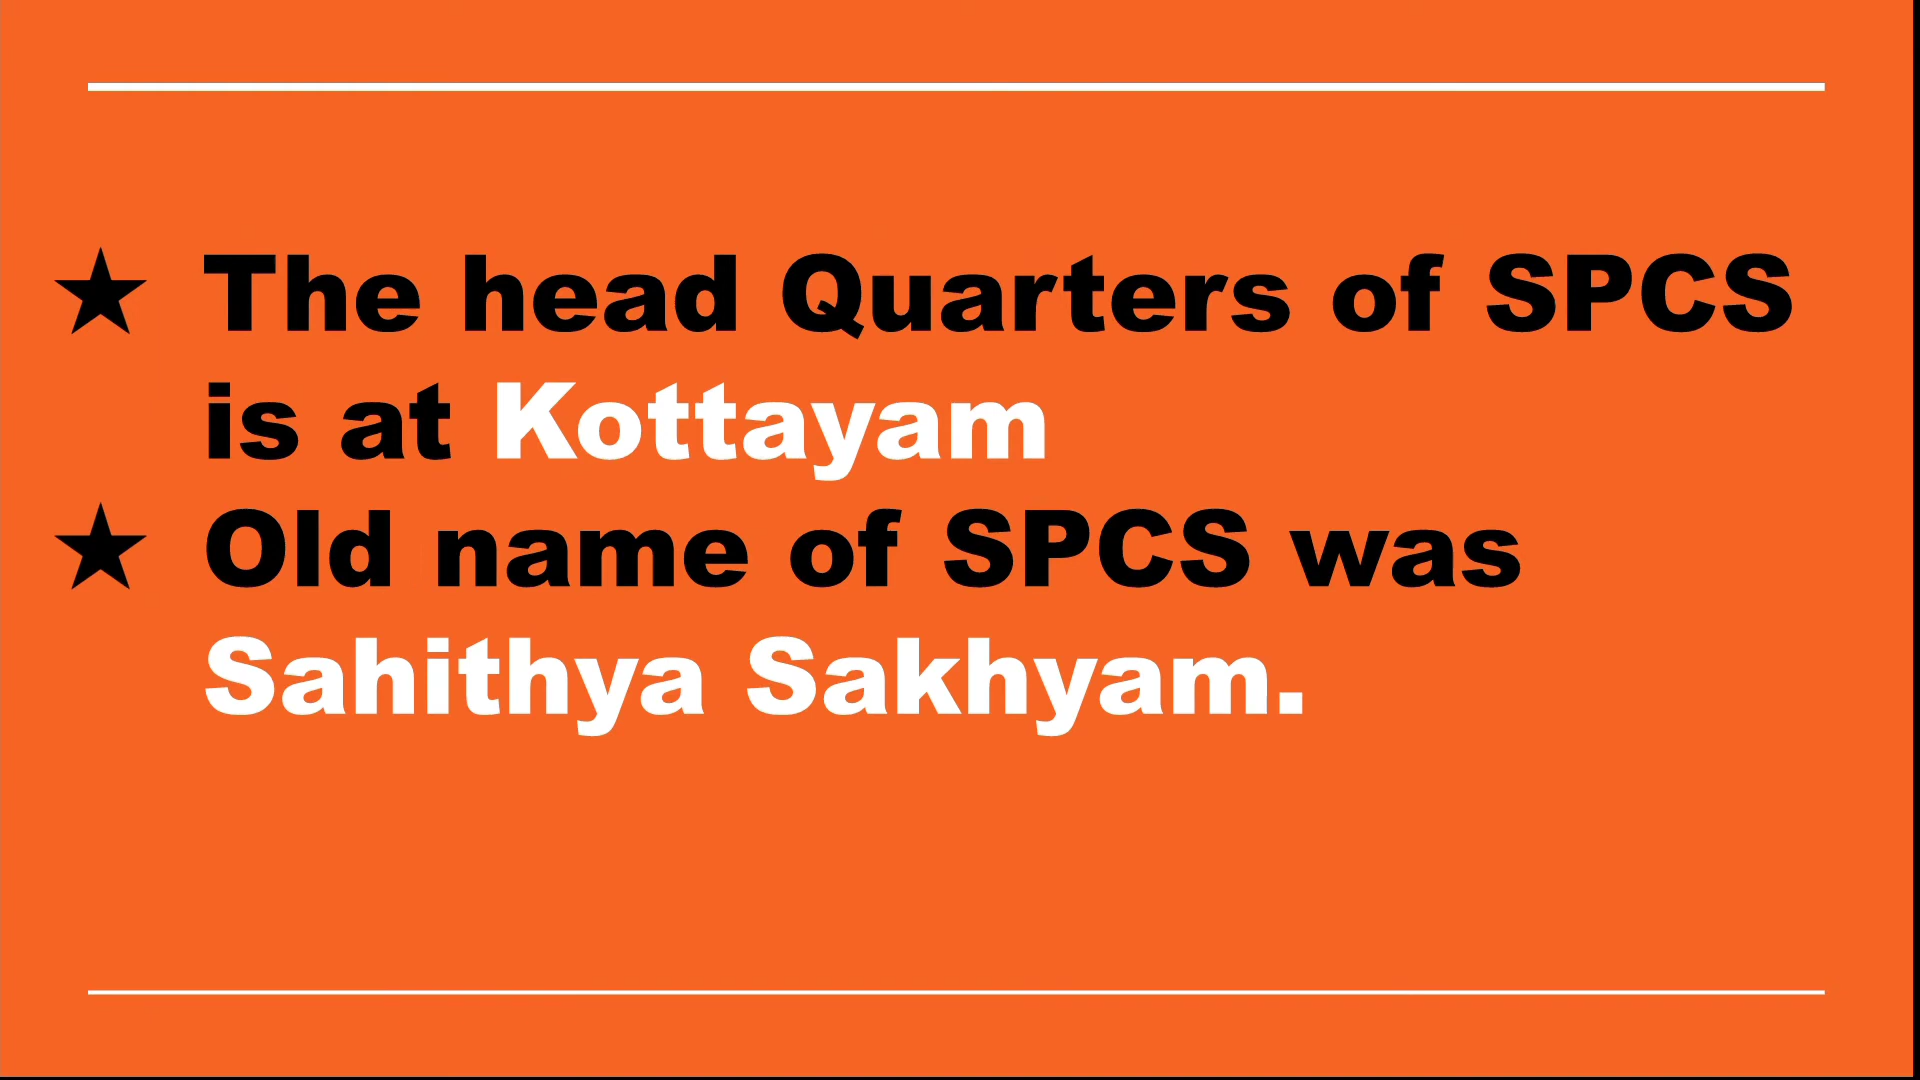 ★ The head Quarters of SPCS
is at Kottayam
★ Old name of SPCS was
Sahithya Sakhyam.